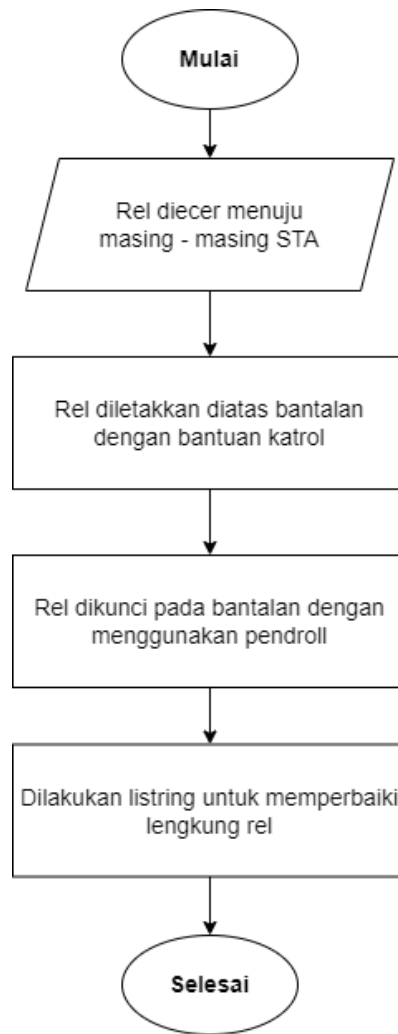 Mulai
Rel diecer menuju
masing - masing STA
Rel diletakkan diatas bantalan
dengan bantuan katrol
Rel dikunci pada bantalan dengan
menggunakan pendroll
Dilakukan listring untuk memperbaiki
lengkung rel
Selesai